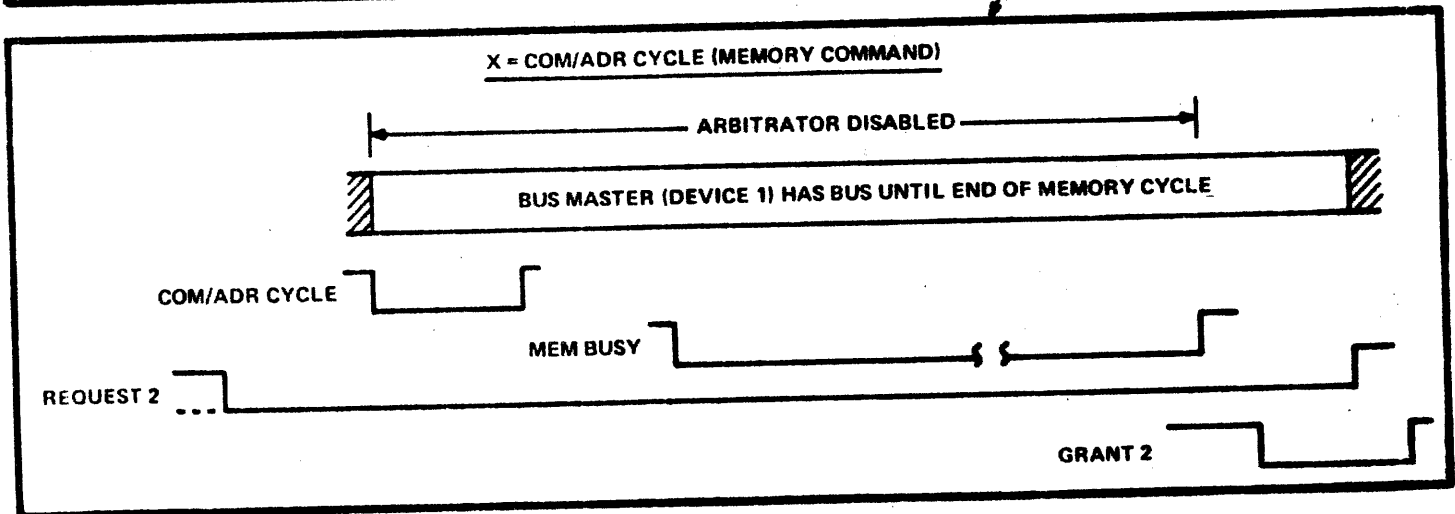 X = COM/ADR CYCLE (MEMORY COMMAND)
ARBITRATOR DISABLED
BUS MASTER (DEVICE 1) HAS BUS UNTIL END OF MEMORY CYCLE
COM/ADR CYCLE
MEM BUSY
REQUEST 2
GRANT 2